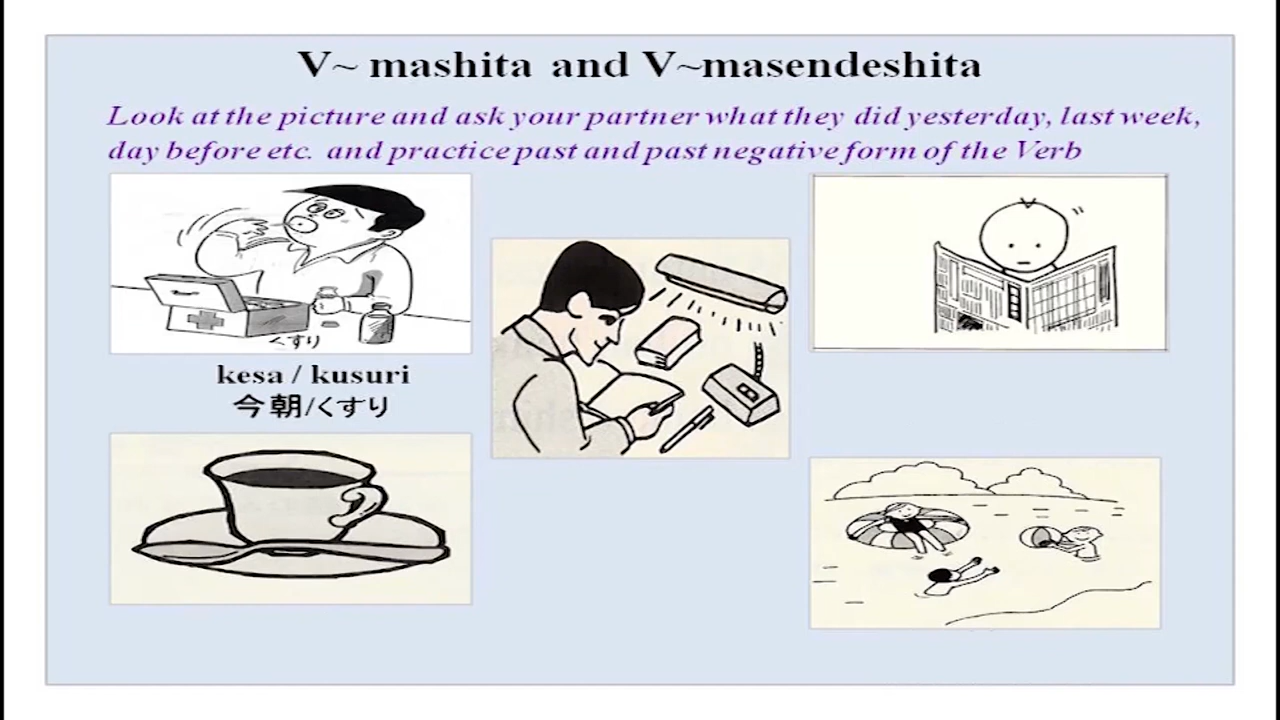 V~ mashita and V~masendeshita
Look at the picture and ask your partner what they did yesterday, last week,
day before etc. and practice past and past negative form of the Verb
くすり
kesa / kusuri
今朝/くすり